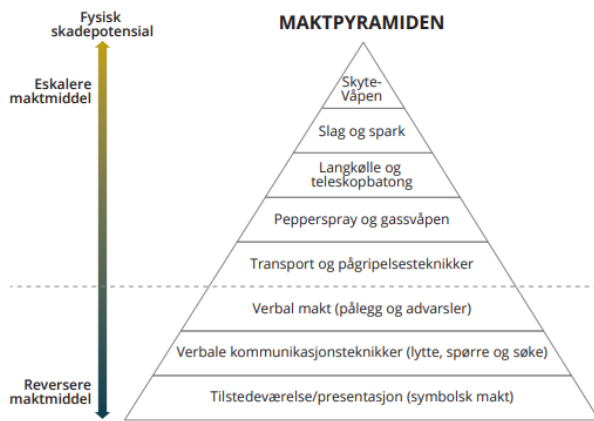 Fysisk
skadepotensial
MAKTPYRAMIDEN
Eskalere
maktmiddel
Skyte-
Våpen
Slag og spark
Langkølle og
teleskopbatong
Pepperspray og gassvåpen
Transport og pågripelsesteknikker
Verbal makt (pålegg og advarsler)
Verbale kommunikasjonsteknikker (lytte, spørre og søke)
Reversere
maktmiddel
Tilstedeværelse/presentasjon (symbolsk makt)